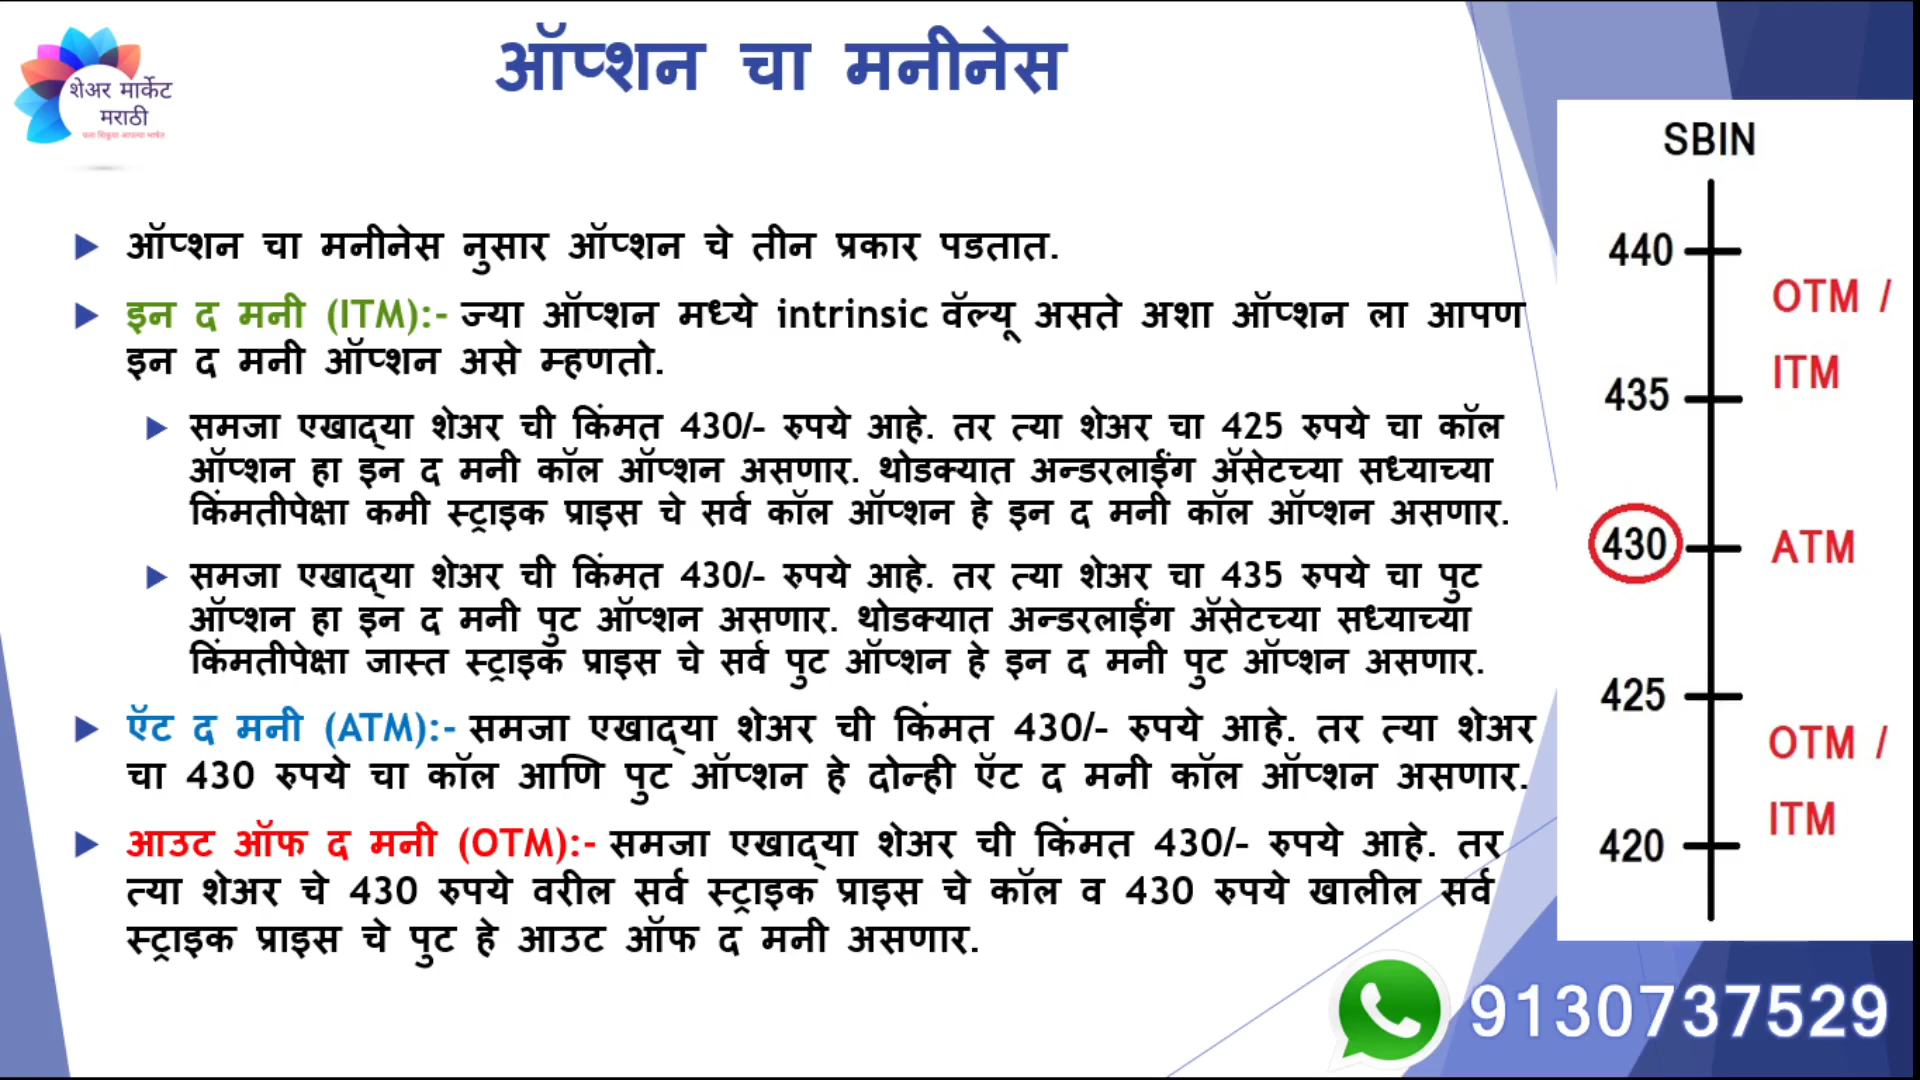 शेअर मार्केट
मराठी
चला शिकूया आपल्या भाषेत
ऑप्शन चा मनीनेस
ऑप्शन चा मनीनेस नुसार ऑप्शन चे तीन प्रकार पडतात.
इन द मनी (ITM):- ज्या ऑप्शन मध्ये intrinsic वॅल्यू असते अशा ऑप्शन ला आपण
इन द मनी ऑप्शन असे म्हणतो.
समजा एखाद्या शेअर ची किंमत 430/- रुपये आहे. तर त्या शेअर चा 425 रुपये चा कॉल
ऑप्शन हा इन द मनी कॉल ऑप्शन असणार. थोडक्यात अन्डरलाईंग ॲसेटच्या सध्याच्या
किंमतीपेक्षा कमी स्ट्राइक प्राइस चे सर्व कॉल ऑप्शन हे इन द मनी कॉल ऑप्शन असणार.
समजा एखाद्या शेअर ची किंमत 430/- रुपये आहे. तर त्या शेअर चा 435 रुपये चा पुट
ऑप्शन हा इन द मनी पुट ऑप्शन असणार. थोडक्यात अन्डरलाईंग ॲसेटच्या सध्याच्या
किंमतीपेक्षा जास्त स्ट्राइक प्राइस चे सर्व पुट ऑप्शन हे इन द मनी पुट ऑप्शन असणार.
ऍट द मनी (ATM):- समजा एखाद्या शेअर ची किंमत 430/- रुपये आहे. तर त्या शेअर
चा 430 रुपये चा कॉल आणि पुट ऑप्शन हे दोन्ही ऍट द मनी कॉल ऑप्शन असणार.
आउट ऑफ द मनी (OTM):- समजा एखाद्या शेअर ची किंमत 430/- रुपये आहे. तर
त्या शेअर चे 430 रुपये वरील सर्व स्ट्राइक प्राइस चे कॉल व 430 रुपये खालील सर्व
स्ट्राइक प्राइस चे पुट हे आउट ऑफ द मनी असणार.
SBIN
440
OTM /
ITM
435
430
ATM
425
OTM /
ITM
420
9130737529